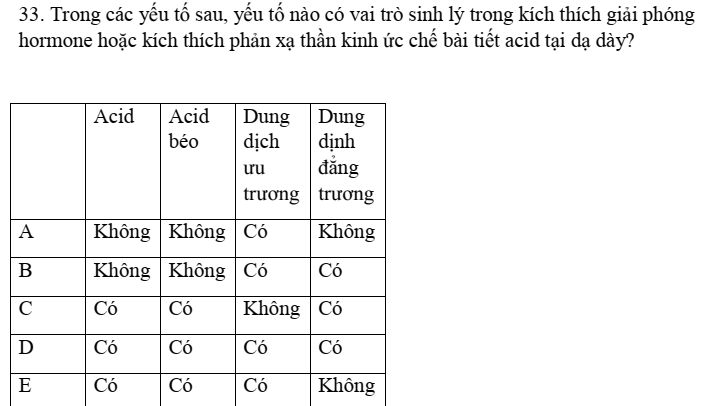 33. Trong các yếu tố sau, yếu tố nào có vai trò sinh lý trong kích thích giải phóng
hormone hoặc kích thích phản xạ thần kinh ức chế bài tiết acid tại dạ dày?
Acid Acid béo Dung dịch ưu trương Dung dịnh đẳng trương
A Không Không Có Không
B Không Không Có Có
C Có Có Không Có
D Có Có Có Có
E Có Có Có Không